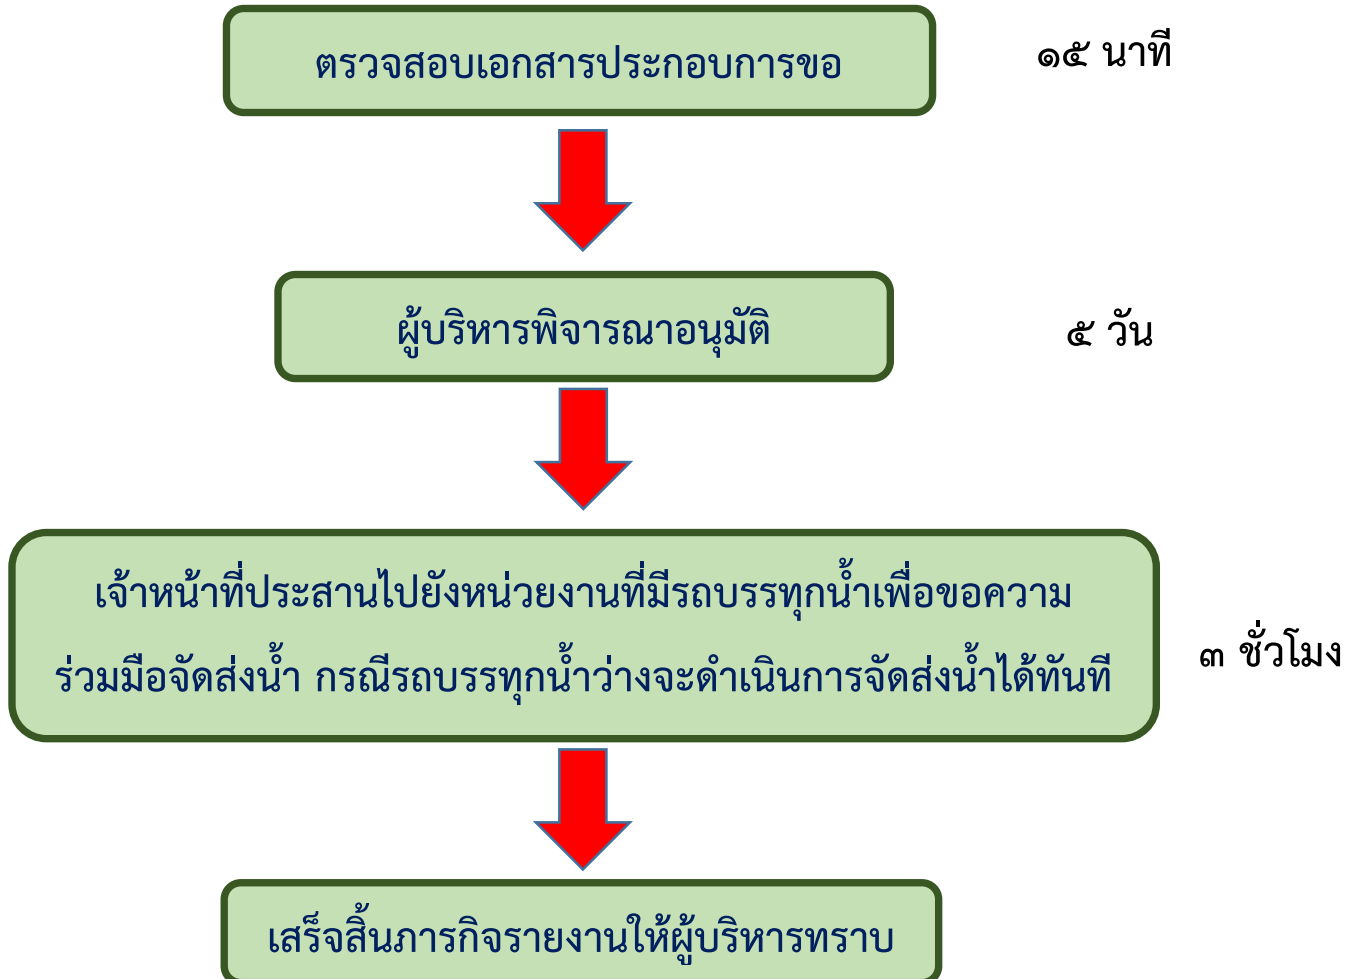 ตรวจสอบเอกสารประกอบการขอ
๑๕ นาที
ผู้บริหารพิจารณาอนุมัติ
๕ วัน
เจ้าหน้าที่ประสานไปยังหน่วยงานที่มีรถบรรทุกน้ำเพื่อขอความ
ร่วมมือจัดส่งน้ำ กรณีรถบรรทุกน้ำว่างจะดำเนินการจัดส่งน้ำได้ทันที
๓ ชั่วโมง
เสร็จสิ้นภารกิจรายงานให้ผู้บริหารทราบ